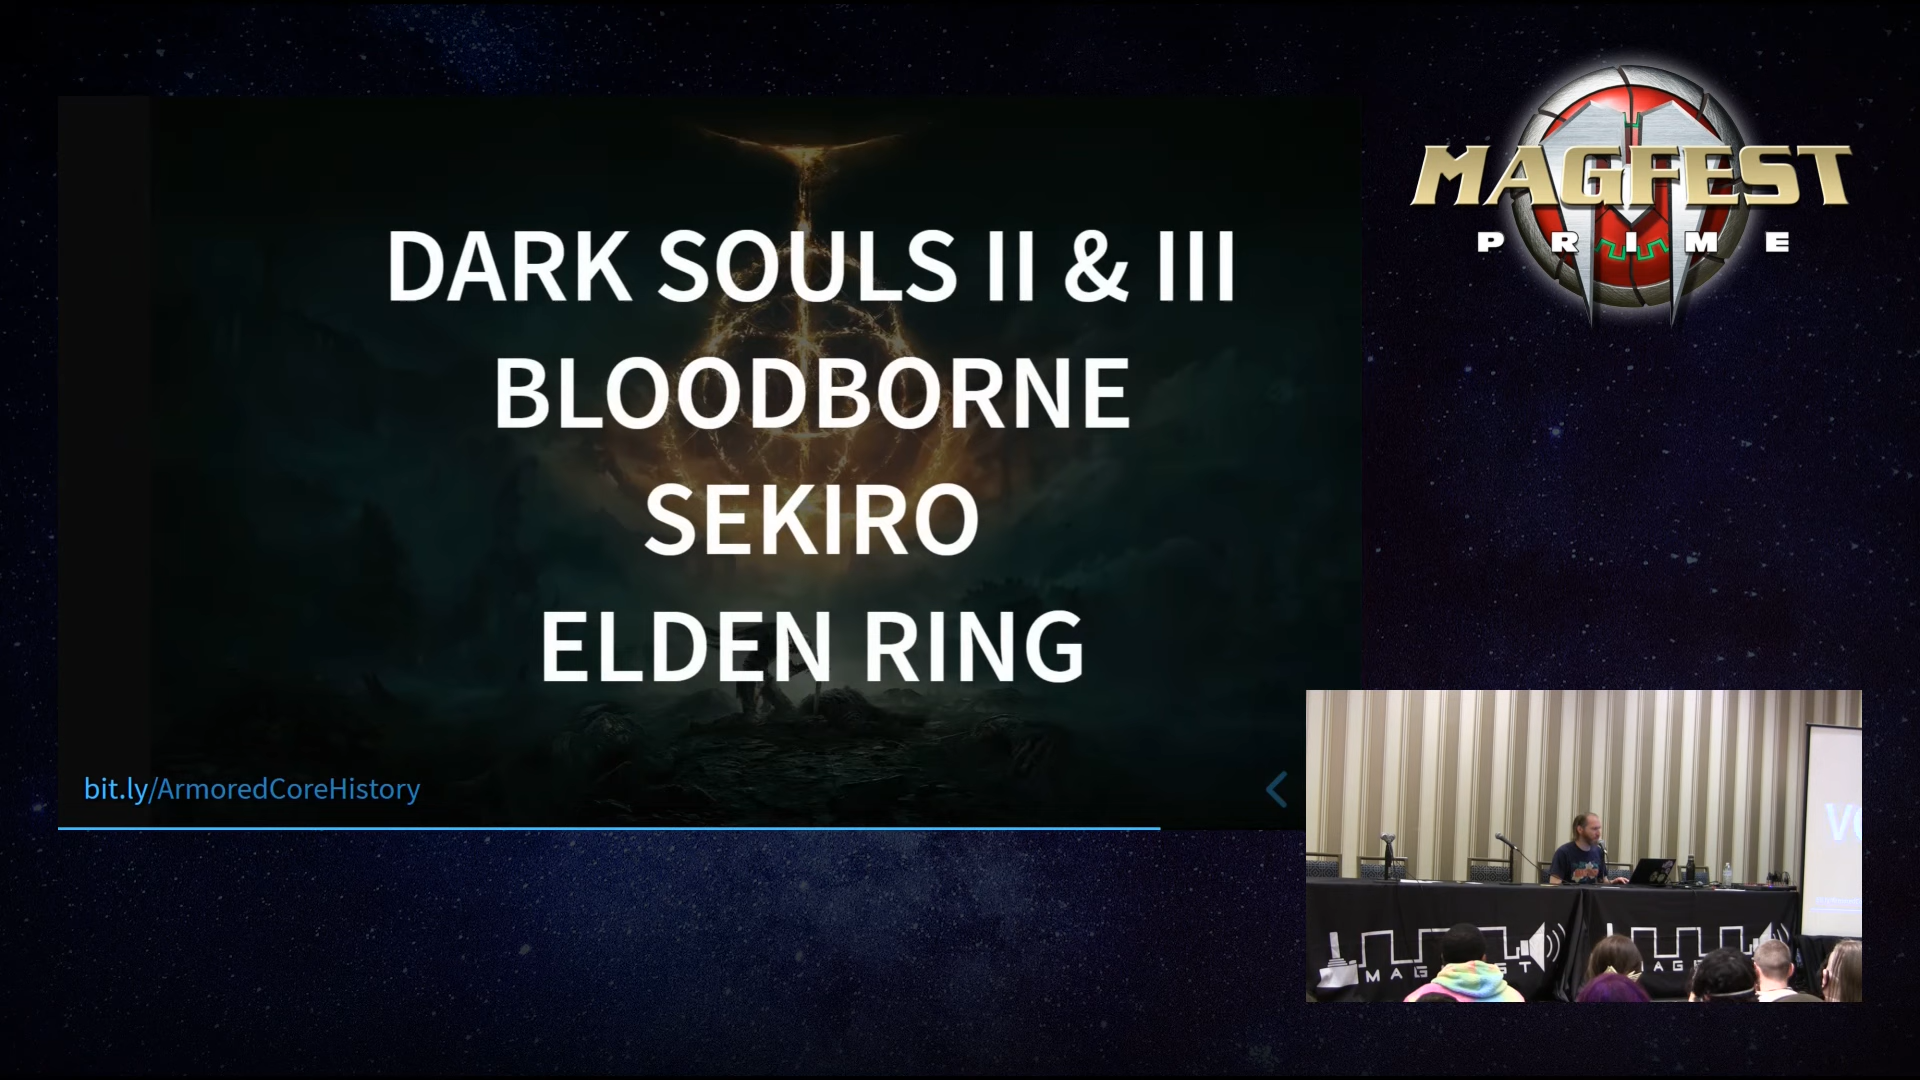 DARK SOULS II & III
BLOODBORNE
SEKIRO
ELDEN RING
bit.ly/ArmoredCoreHistory
MAGFEST
PRIME